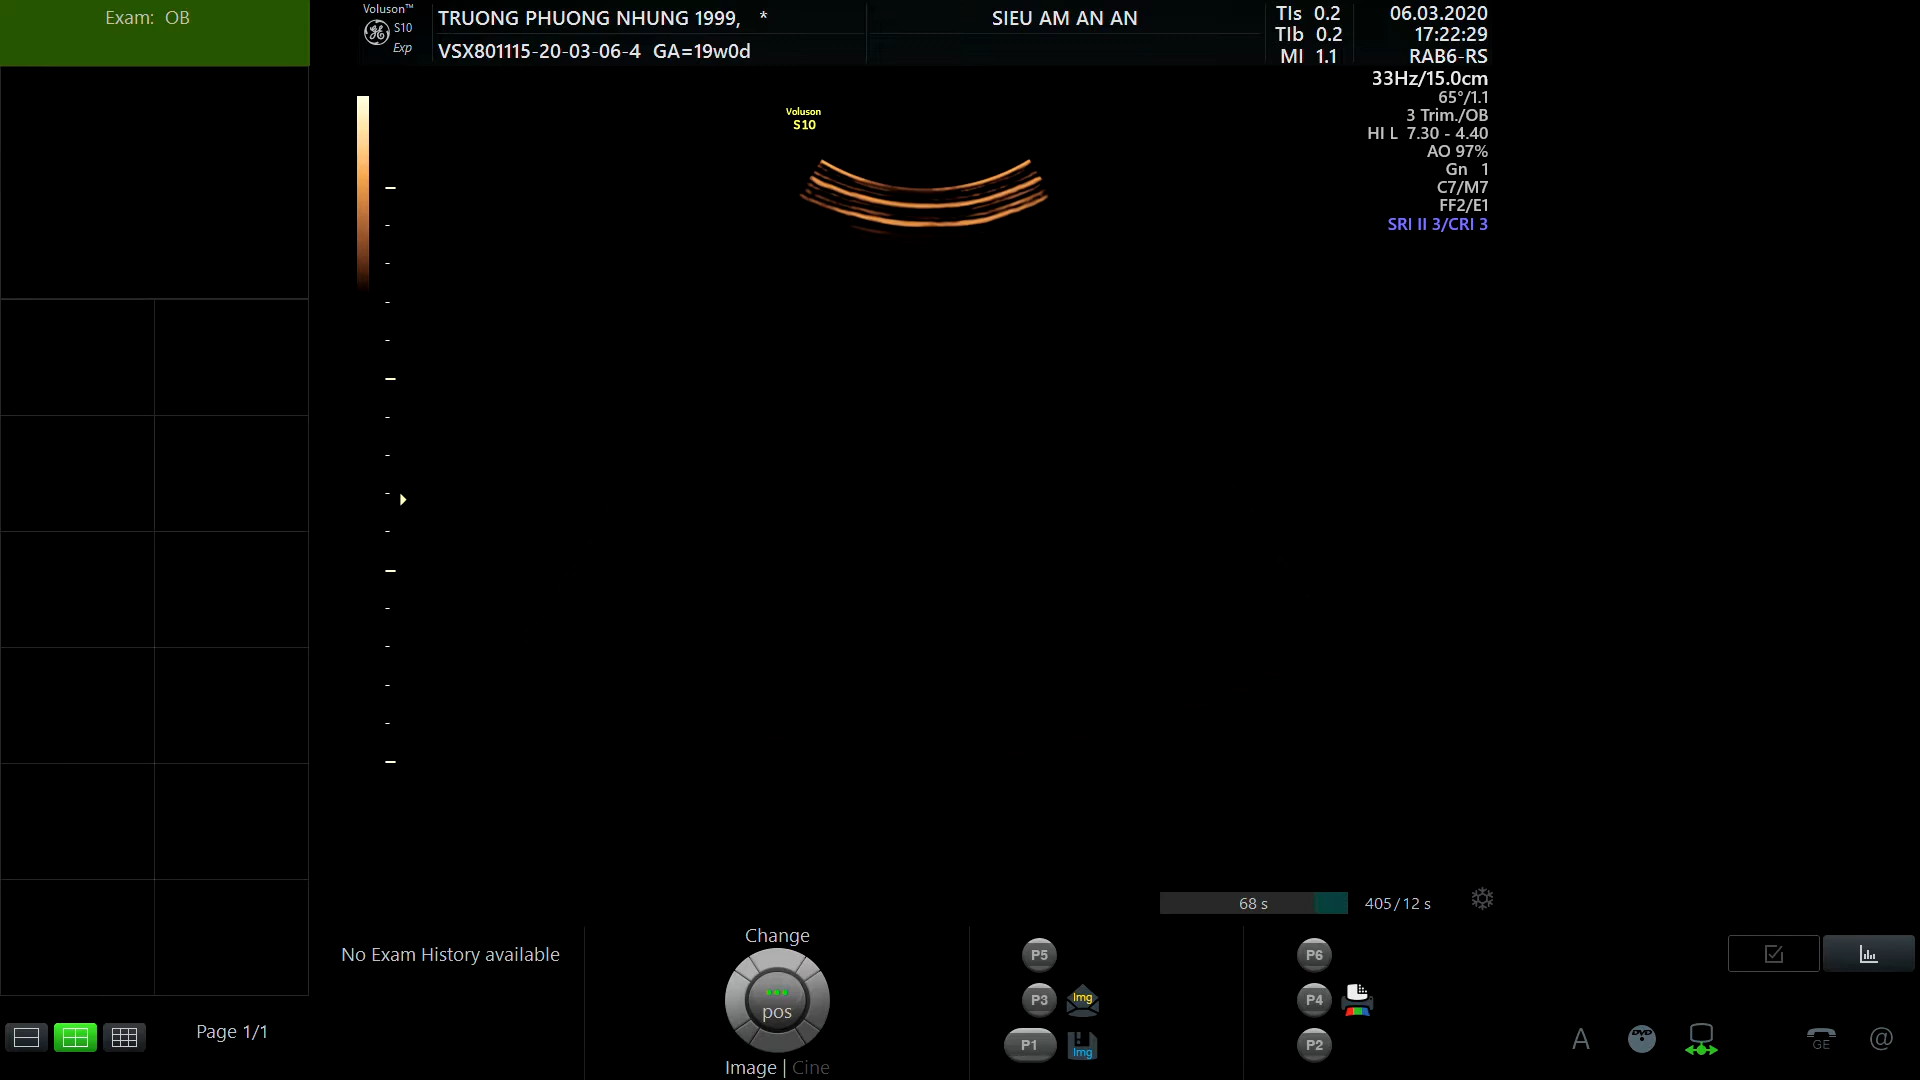 Exam: OB
Voluson™
S10
Exp
TRUONG PHUONG NHUNG 1999, *
VSX801115-20-03-06-4 GA=19w0d
SIEU AM AN AN
TIs 0.2
TIb 0.2
MI 1.1
06.03.2020
17:22:29
RAB6-RS
33Hz/15.0cm
65°/1.1
3 Trim./OB
HI L 7.30 - 4.40
AO 97%
Gn 1
C7/M7
FF2/E1
SRI II 3/CRI 3
Voluson
S10
68 s
405/12 s
No Exam History available
Change
pos
Image | Cine
P5
P3
Img
P1
Img
P6
P4
P2
Page 1/1
A
DVD
GE
@